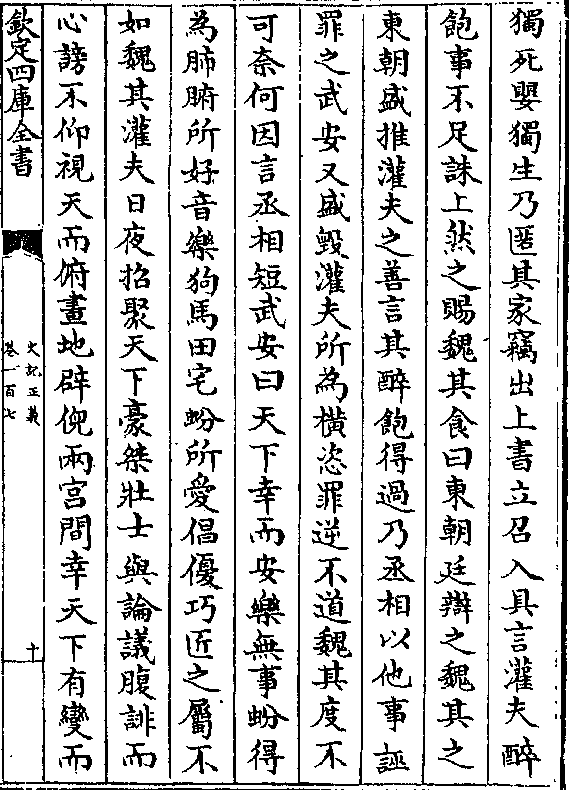 獨死嬰獨生乃匿其家竊出上書立召入具言灌夫醉
飽事不足誅上然之賜魏其食曰東朝廷辯之魏其之
東朝盛推灌夫之善言其醉飽得過乃丞相以他事誣
罪之武安又盛毀灌夫所為橫恣罪逆不道魏其度不
可奈何因言丞相短武安曰天下幸而安樂無事蚡得
為肺腑所好音樂狗馬田宅蚡所愛倡優巧匠之屬不
如魏其灌夫日夜招聚天下豪桀壯士與論議腹誹而
心謗不仰視天而俯畫地辟倪兩宮間幸天下有變而
欽定四庫全書
史記正義
卷一百七
十